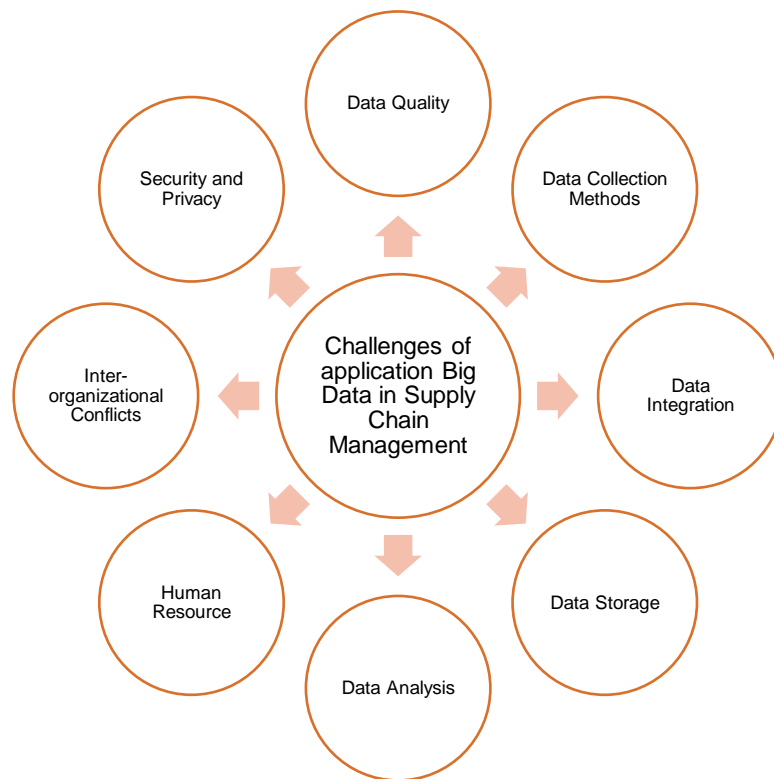 Data Quality
Security and
Privacy
Data Collection
Methods
Challenges of
application Big
Data in Supply
Chain
Management
Inter-
organizational
Conflicts
Data
Integration
Human
Resource
Data Storage
Data Analysis